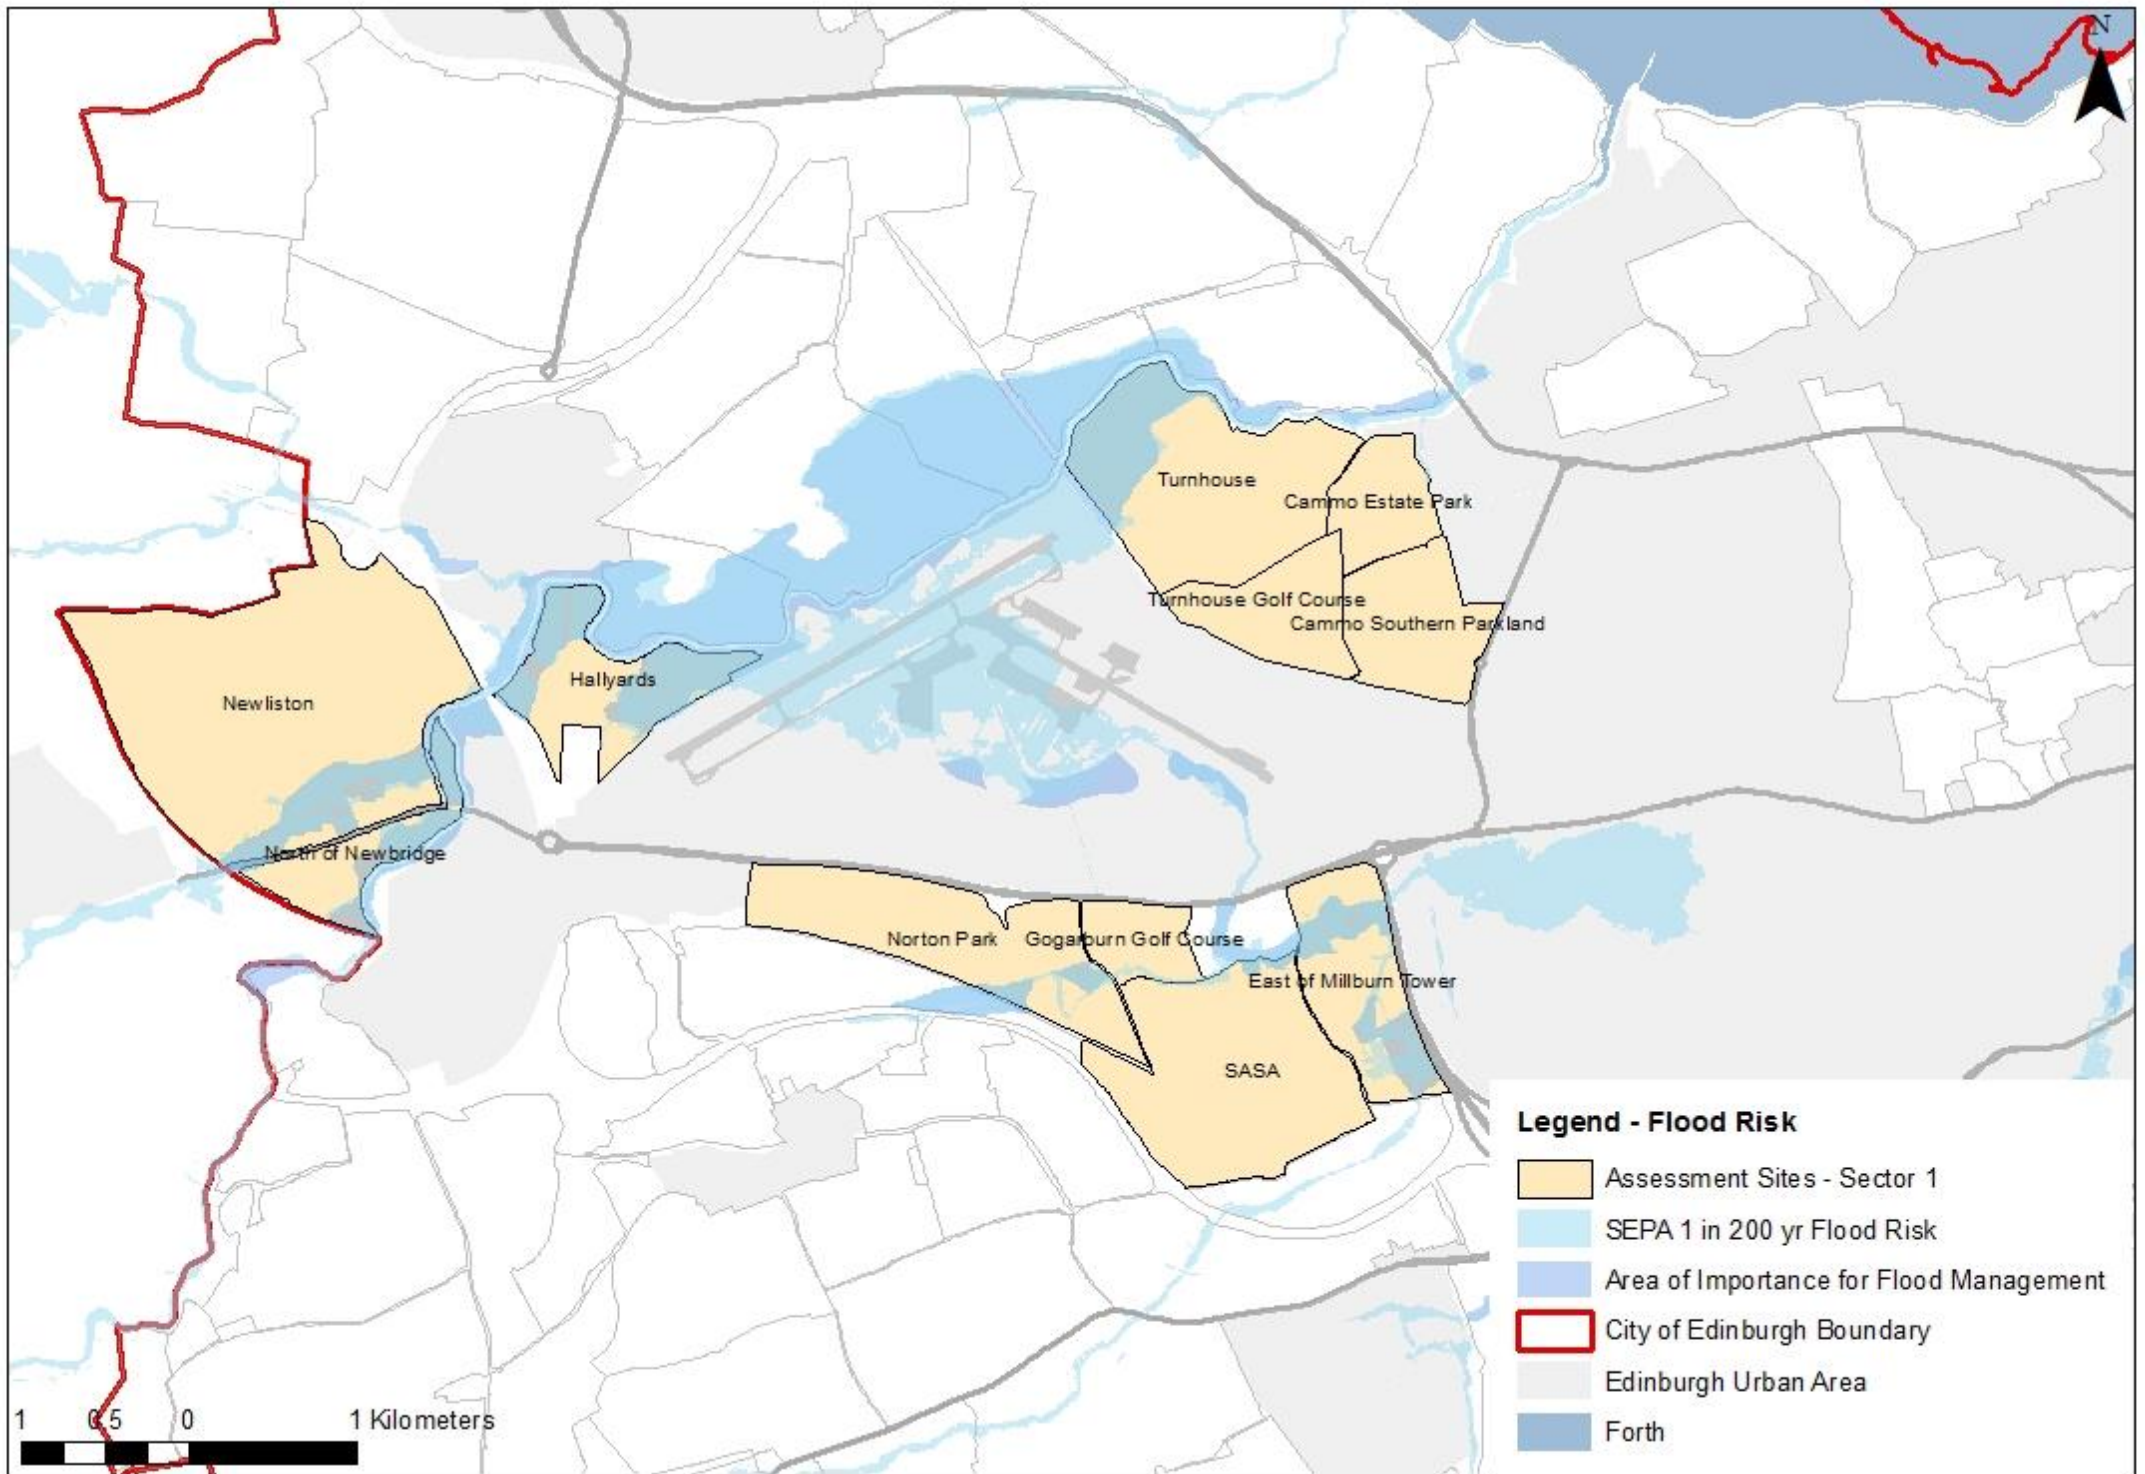 N
Turnhouse
Cammo Estate Park
Turnhouse Golf Course
Cammo Southern Parkland
Hallyards
Newliston
North of Newbridge
Norton Park
Gogarburn Golf Course
East of Millburn Tower
SASA
Legend - Flood Risk
Assessment Sites - Sector 1
SEPA 1 in 200 yr Flood Risk
Area of Importance for Flood Management
City of Edinburgh Boundary
Edinburgh Urban Area
Forth
1 0.5 0 1 Kilometers